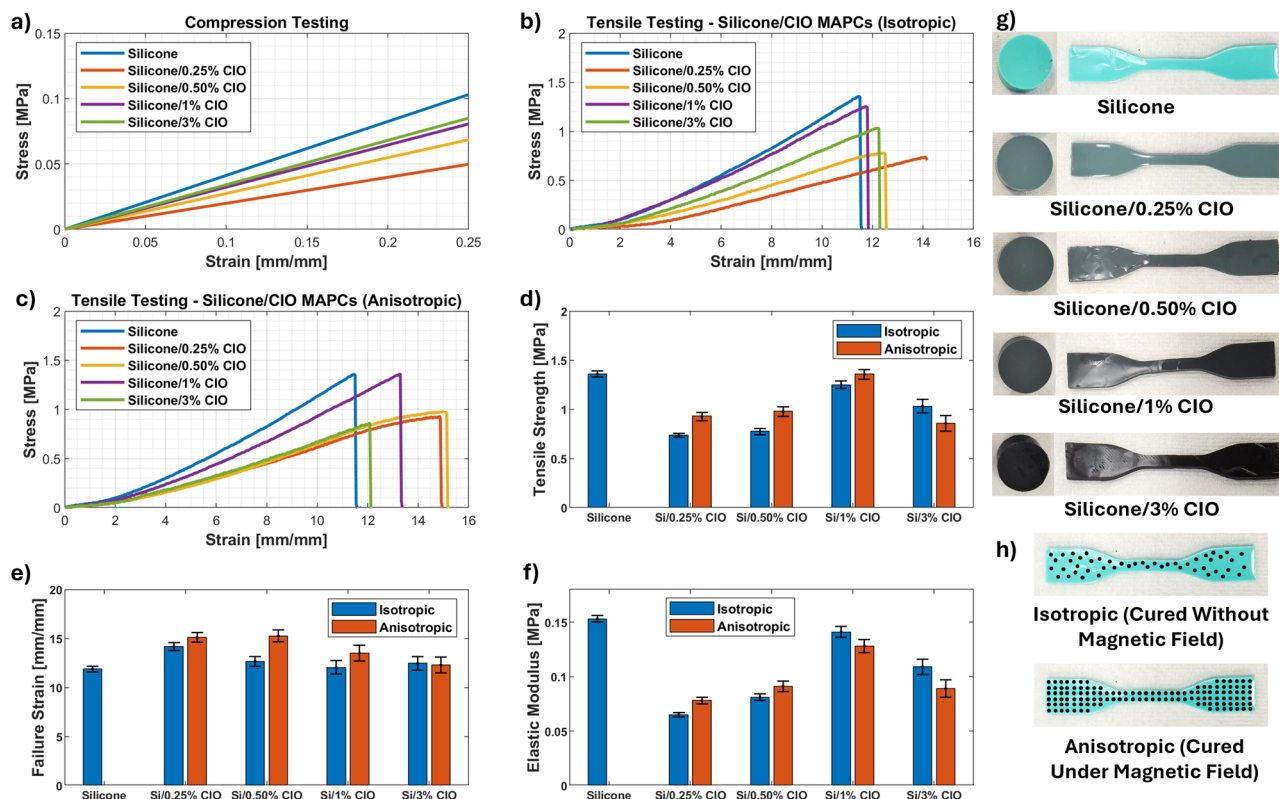 a)
Compression Testing
Stress [MPa]
0.15
0.1
0.05
0
Silicone
Silicone/0.25% CIO
Silicone/0.50% CIO
Silicone/1% CIO
Silicone/3% CIO
0 0.05 0.1 0.15 0.2 0.25
Strain [mm/mm]
b)
Tensile Testing - Silicone/CIO MAPCs (Isotropic)
Stress [MPa]
2
1.5
1
0.5
0
Silicone
Silicone/0.25% CIO
Silicone/0.50% CIO
Silicone/1% CIO
Silicone/3% CIO
0 2 4 6 8 10 12 14 16
Strain [mm/mm]
c)
Tensile Testing - Silicone/CIO MAPCs (Anisotropic)
Stress [MPa]
2
1.5
1
0.5
0
Silicone
Silicone/0.25% CIO
Silicone/0.50% CIO
Silicone/1% CIO
Silicone/3% CIO
0 2 4 6 8 10 12 14 16
Strain [mm/mm]
d)
Tensile Strength [MPa]
2
1.5
1
0.5
0
Isotropic
Anisotropic
Silicone Si/0.25% CIO Si/0.50% CIO Si/1% CIO Si/3% CIO
e)
Failure Strain [mm/mm]
20
15
10
5
0
Isotropic
Anisotropic
Silicone Si/0.25% CIO Si/0.50% CIO Si/1% CIO Si/3% CIO
f)
Elastic Modulus [MPa]
0.15
0.1
0.05
0
Isotropic
Anisotropic
Silicone Si/0.25% CIO Si/0.50% CIO Si/1% CIO Si/3% CIO
g)
Silicone
Silicone/0.25% CIO
Silicone/0.50% CIO
Silicone/1% CIO
Silicone/3% CIO
h)
Isotropic (Cured Without
Magnetic Field)
Anisotropic (Cured
Under Magnetic Field)